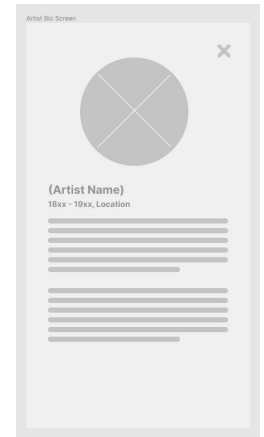 Artist Bio Screen
(Artist Name)
18xx - 19xx, Location